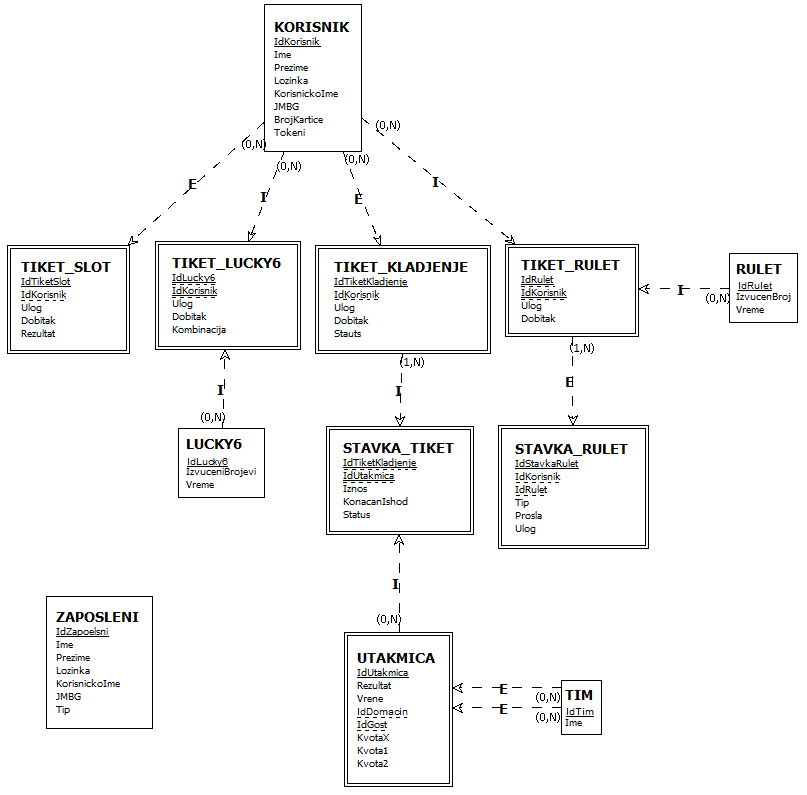 KORISNIK
IdKorisnik
Ime
Prezime
Lozinka
KorisnickoIme
JMBG
BrojKartice
Tokeni
(0,N)
(0,N)
(0,N)
(0,N)
E
I
E
I
TIKET_SLOT
IdTiketSlot
IdKorisnik
Ulog
Dobitak
Rezultat
TIKET_LUCKY6
IdLucky6
IdKorisnik
Ulog
Dobitak
Kombinacija
TIKET_KLADJENJE
IdTiketKladjenje
IdKorisnik
Ulog
Dobitak
Stauts
TIKET_RULET
IdRulet
IdKorisnik
Ulog
Dobitak
I
(0,N)
RULET
IdRulet
IzvucenBroj
Vreme
I
(0,N)
LUCKY6
IdLucky6
IzvuceniBrojevi
Vreme
(1,N)
I
STAVKA_TIKET
IdTiketKladjenje
IdUtakmica
Iznos
KonacanIshod
Status
(1,N)
E
STAVKA_RULET
IdStavkaRulet
IdKorisnik
IdRulet
Tip
Prosla
Ulog
I
(0,N)
ZAPOSLENI
IdZapoelsni
Ime
Prezime
Lozinka
KorisnickoIme
JMBG
Tip
UTAKMICA
IdUtakmica
Rezultat
Vrene
IdDomacin
IdGost
KvotaX
Kvota1
Kvota2
E
(0,N)
E
(0,N)
TIM
IdTim
Ime